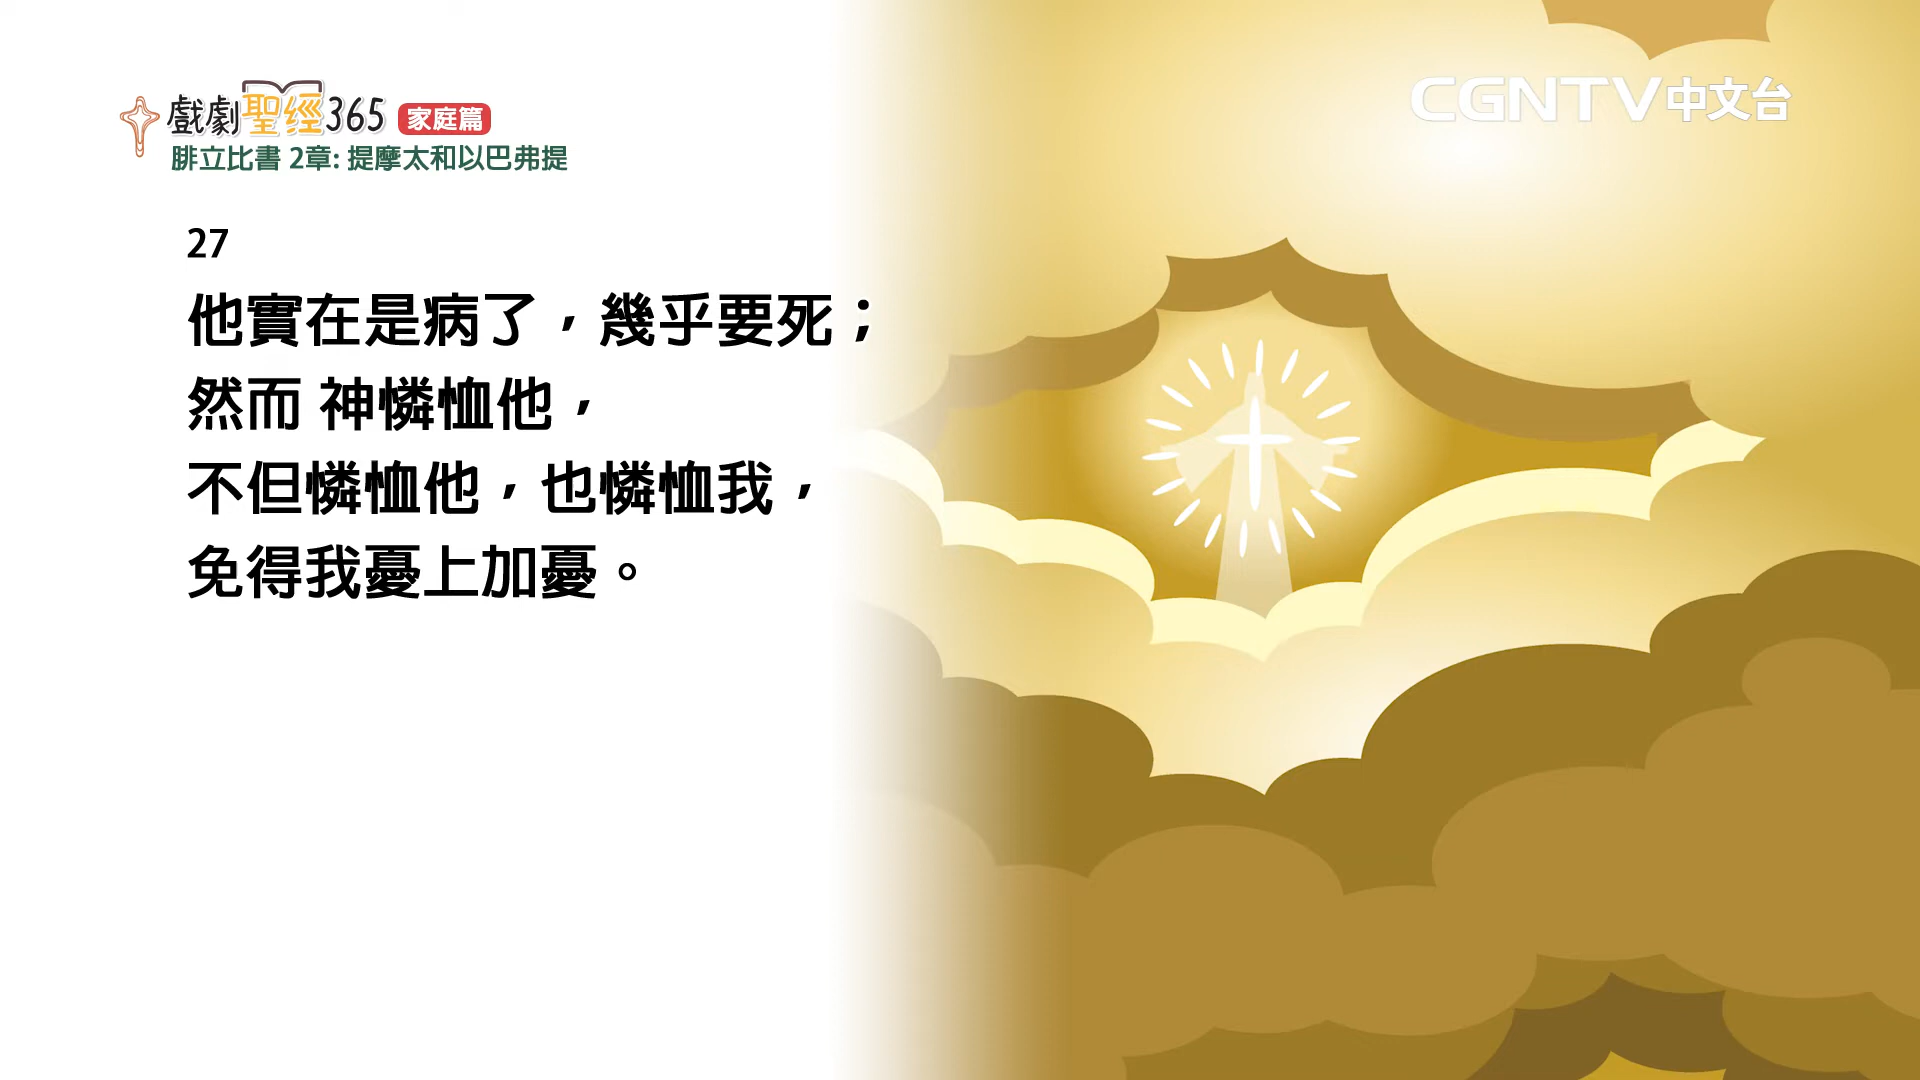 戲劇聖經365 家庭篇
CGNTV中文台
腓立比書 2章: 提摩太和以巴弗提
27
他實在是病了，幾乎要死；
然而 神憐恤他，
不但憐恤他，也憐恤我，
免得我憂上加憂。